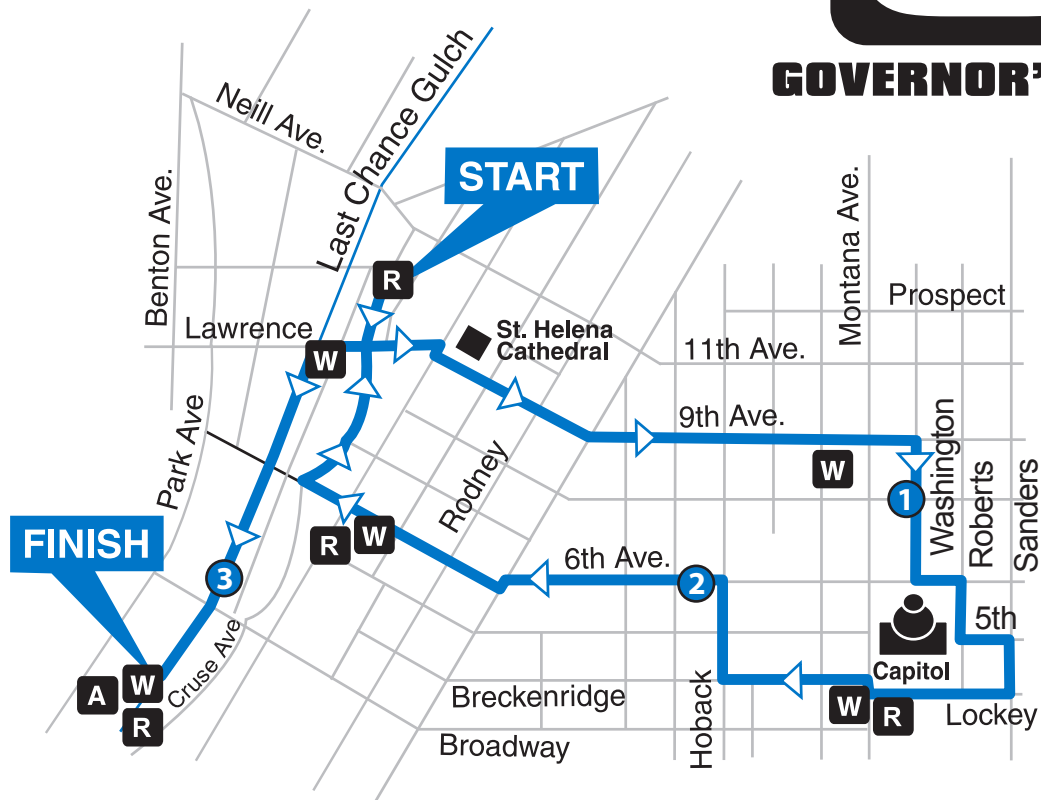 GOVERNOR'
Neill Ave.
Last Chance Gulch
START
Benton Ave.
R
Montana Ave.
Prospect
Lawrence
W
St. Helena
Cathedral
11th Ave.
9th Ave.
Park Ave
Rodney
W
Washington
Roberts
Sanders
1
FINISH
R
W
6th Ave.
2
3
5th
Capitol
Cruse Ave
A
W
R
Breckenridge
Hoback
W
R
Lockey
Broadway